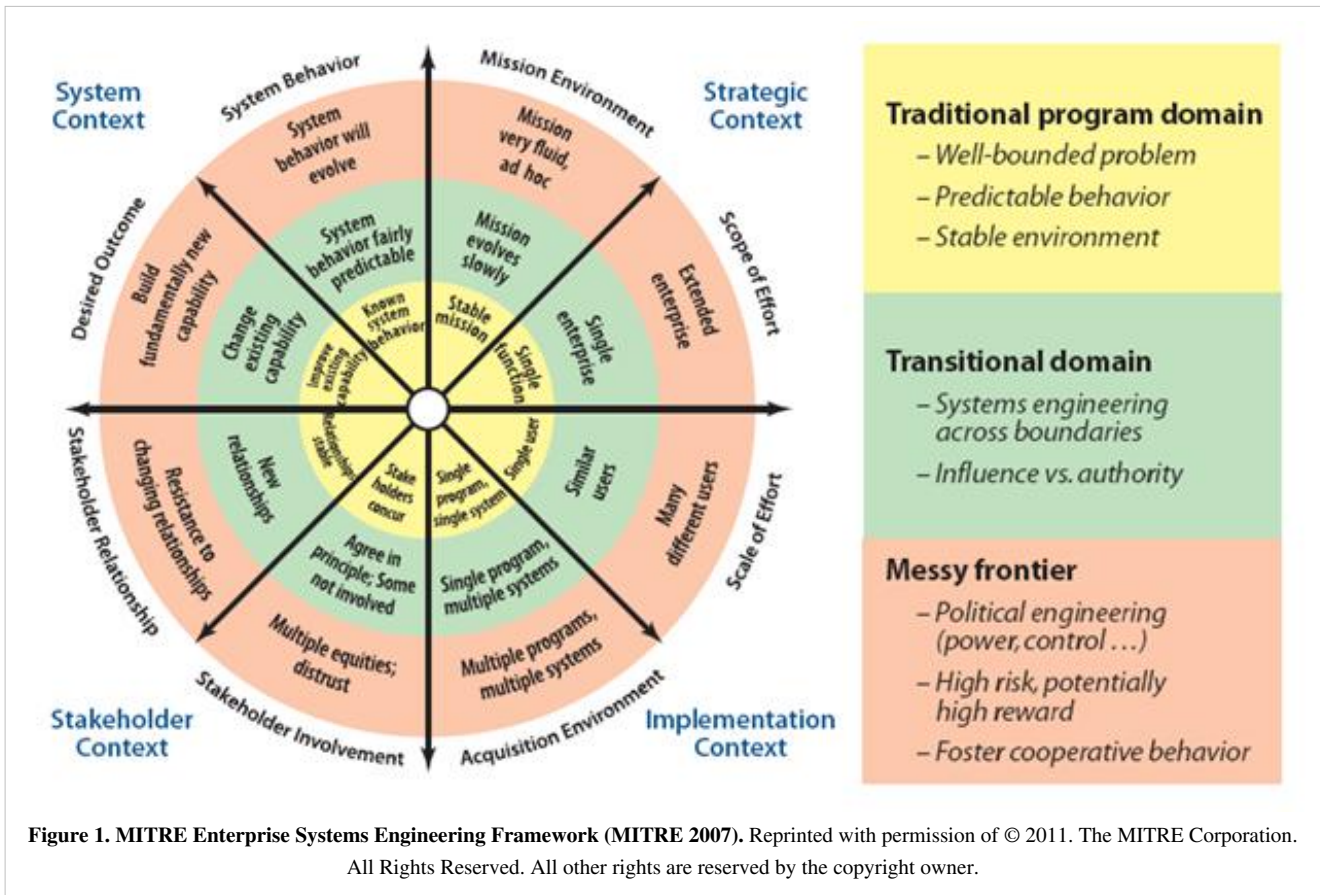 System
Context
System Behavior
Mission Environment
Strategic
Context
Desired Outcome
Scope of Effort
Stakeholder Relationship
Scale of Effort
Stakeholder
Context
Stakeholder Involvement
Acquisition Environment
Implementation
Context
System
behavior will
evolve
System
behavior fairly
predictable
Known
system
behavior
Mission
very fluid,
ad hoc
Mission
evolves
slowly
Stable
mission
Extended
enterprise
Single
enterprise
Single
function
Many
different users
Similar
users
Single user
Multiple programs,
multiple systems
Single program,
multiple systems
Single
program,
single system
Multiple equities;
distrust
Agree in
principle; Some
not involved
Stake
holders
concur
Resistance to
changing relationships
New
relationships
Relationships
stable
Build
fundamentally new
capability
Change
existing
capability
Improve
existing
capability
Traditional program domain
– Well-bounded problem
– Predictable behavior
– Stable environment
Transitional domain
– Systems engineering
across boundaries
– Influence vs. authority
Messy frontier
– Political engineering
(power, control …)
– High risk, potentially
high reward
– Foster cooperative behavior
Figure 1. MITRE Enterprise Systems Engineering Framework (MITRE 2007). Reprinted with permission of © 2011. The MITRE Corporation.
All Rights Reserved. All other rights are reserved by the copyright owner.